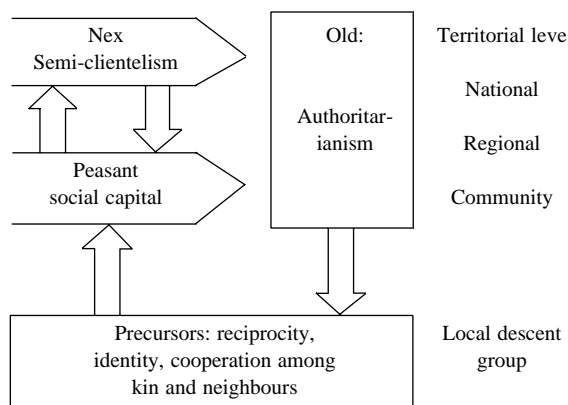 Nex
Semi-clientelism
Peasant
social capital
Old:
Authoritar-
ianism
Territorial leve
National
Regional
Community
Precursors: reciprocity,
identity, cooperation among
kin and neighbours
Local descent
group